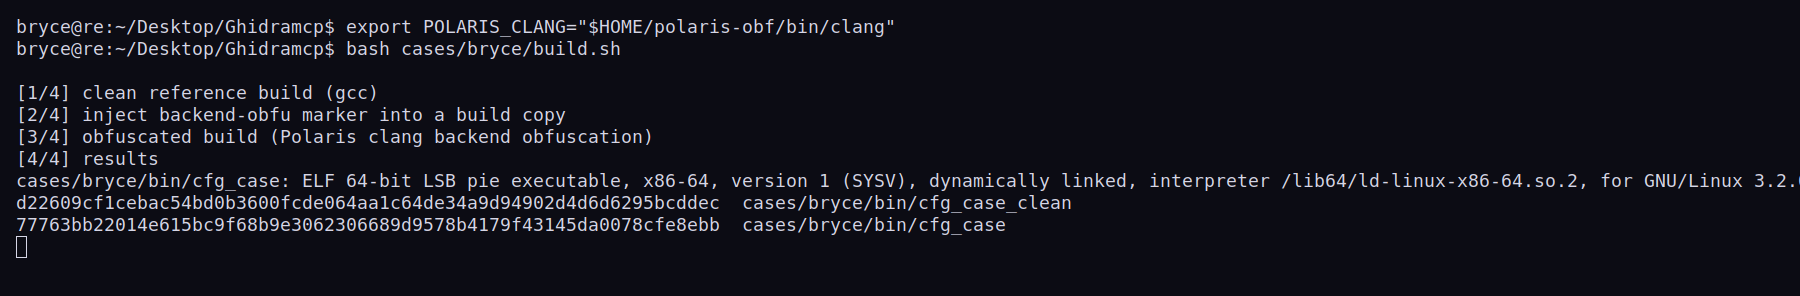 bryce@re:~/Desktop/Ghidramcp$ export POLARIS_CLANG="$HOME/polaris-obf/bin/clang"
bryce@re:~/Desktop/Ghidramcp$ bash cases/bryce/build.sh
[1/4] clean reference build (gcc)
[2/4] inject backend-obfu marker into a build copy
[3/4] obfuscated build (Polaris clang backend obfuscation)
[4/4] results
cases/bryce/bin/cfg_case: ELF 64-bit LSB pie executable, x86-64, version 1 (SYSV), dynamically linked, interpreter /lib64/ld-linux-x86-64.so.2, for GNU/Linux 3.2.
d22609cf1cebac54bd0b3600fcde064aa1c64de34a9d94902d4d6d6295bcddec  cases/bryce/bin/cfg_case_clean
77763bb22014e615bc9f68b9e3062306689d9578b4179f43145da0078cfe8ebb  cases/bryce/bin/cfg_case